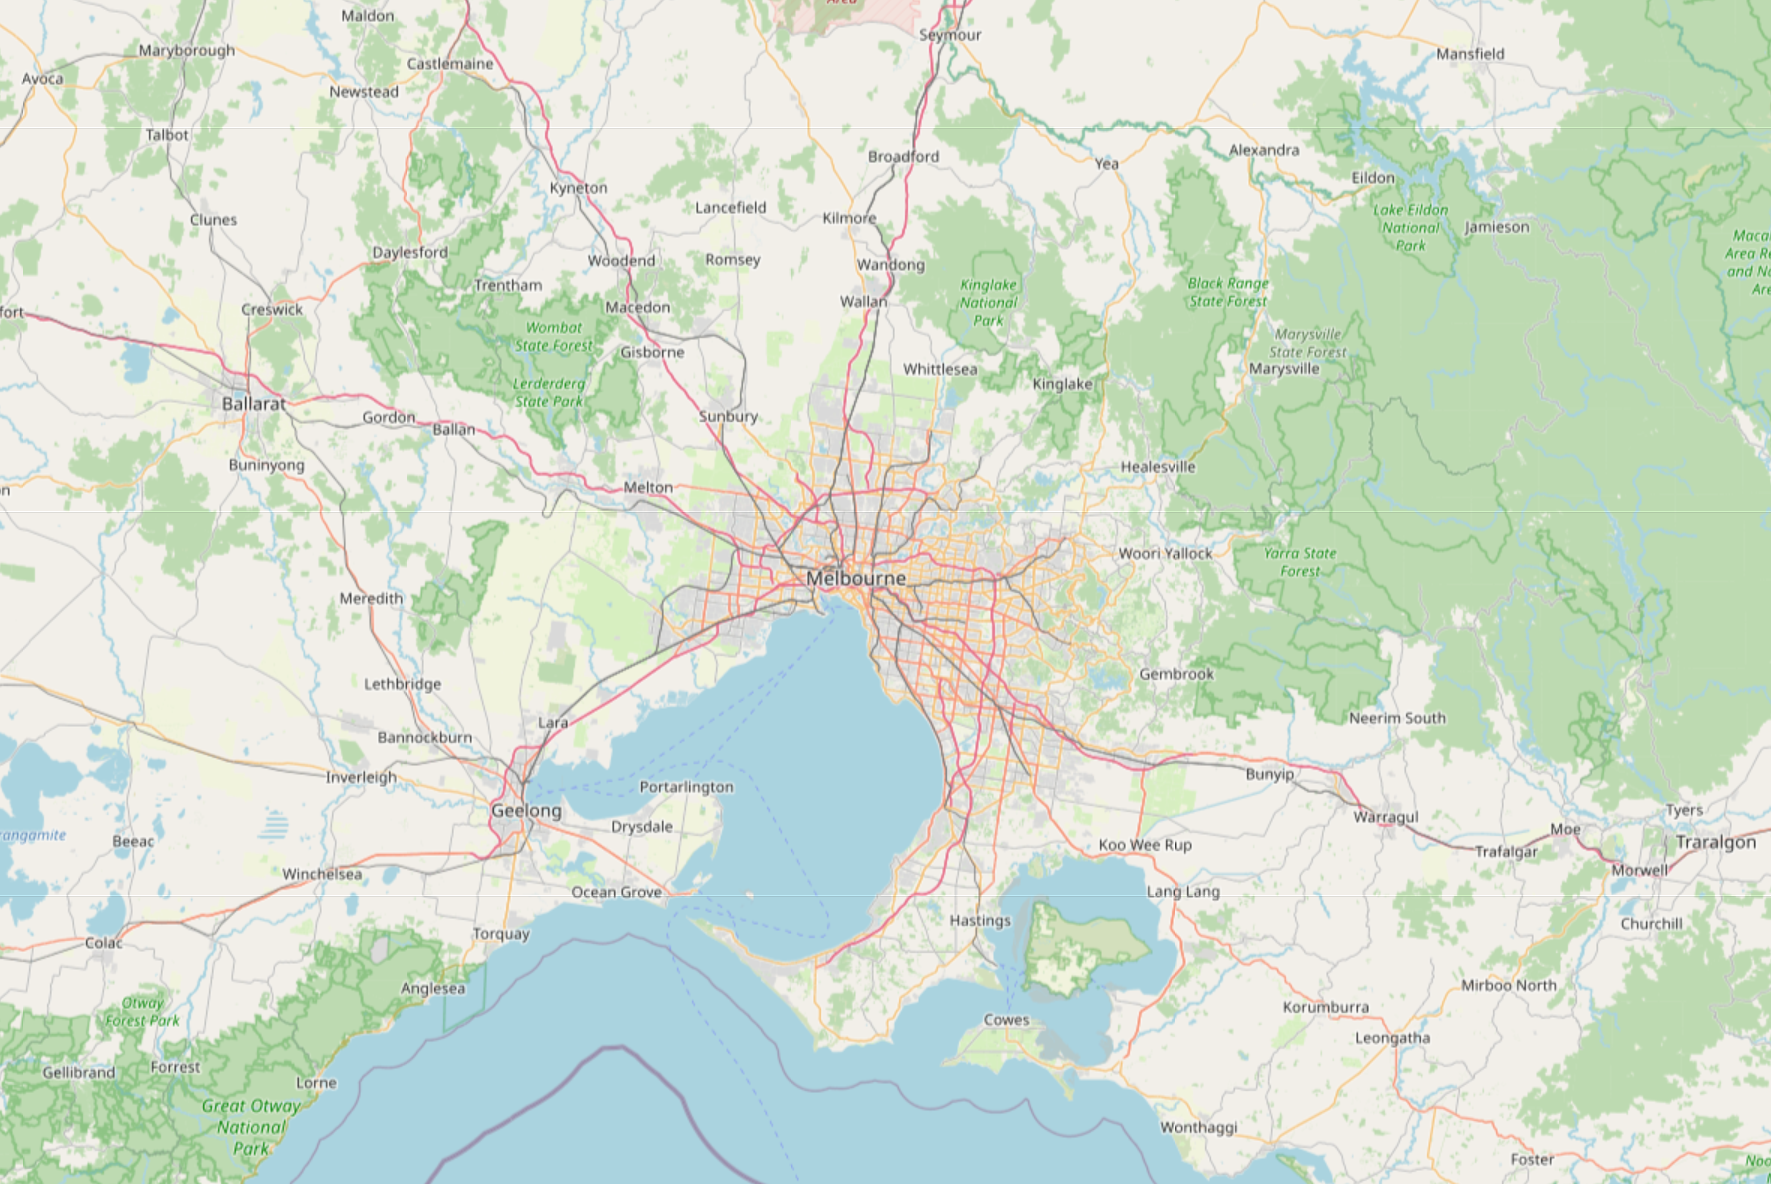 Area
Maldon
Seymour
Maryborough
Castlemaine
Mansfield
Avoca
Newstead
Talbot
Broadford
Yea
Alexandra
Eildon
Kyneton
Clunes
Lancefield
Kilmore
Lake Eildon
National
Park
Jamieson
Daylesford
Woodend
Romsey
Wandong
Maca
Area Re
and Na
Are
Trentham
Kinglake
National
Park
Black Range
State Forest
fort
Creswick
Macedon
Wallan
Wombat
State Forest
Gisborne
Marysville
State Forest
Marysville
Whittlesea
Kinglake
Lerderderg
State Park
Ballarat
Gordon
Ballan
Sunbury
Buninyong
Healesville
n
Melton
Woori Yallock
Yarra State
Forest
Melbourne
Meredith
Lethbridge
Gembrook
Lara
Neerim South
Bannockburn
Inverleigh
Portarlington
Bunyip
Geelong
Drysdale
Warragul
Tyers
rangamite
Beeac
Koo Wee Rup
Moe
Trafalgar
Traralgon
Winchelsea
Ocean Grove
Lang Lang
Morwell
Hastings
Churchill
Colac
Torquay
Anglesea
Mirboo North
Otway
Forest Park
Cowes
Korumburra
Leongatha
Gellibrand
Forrest
Lorne
Great Otway
National
Park
Wonthaggi
Foster
Noo